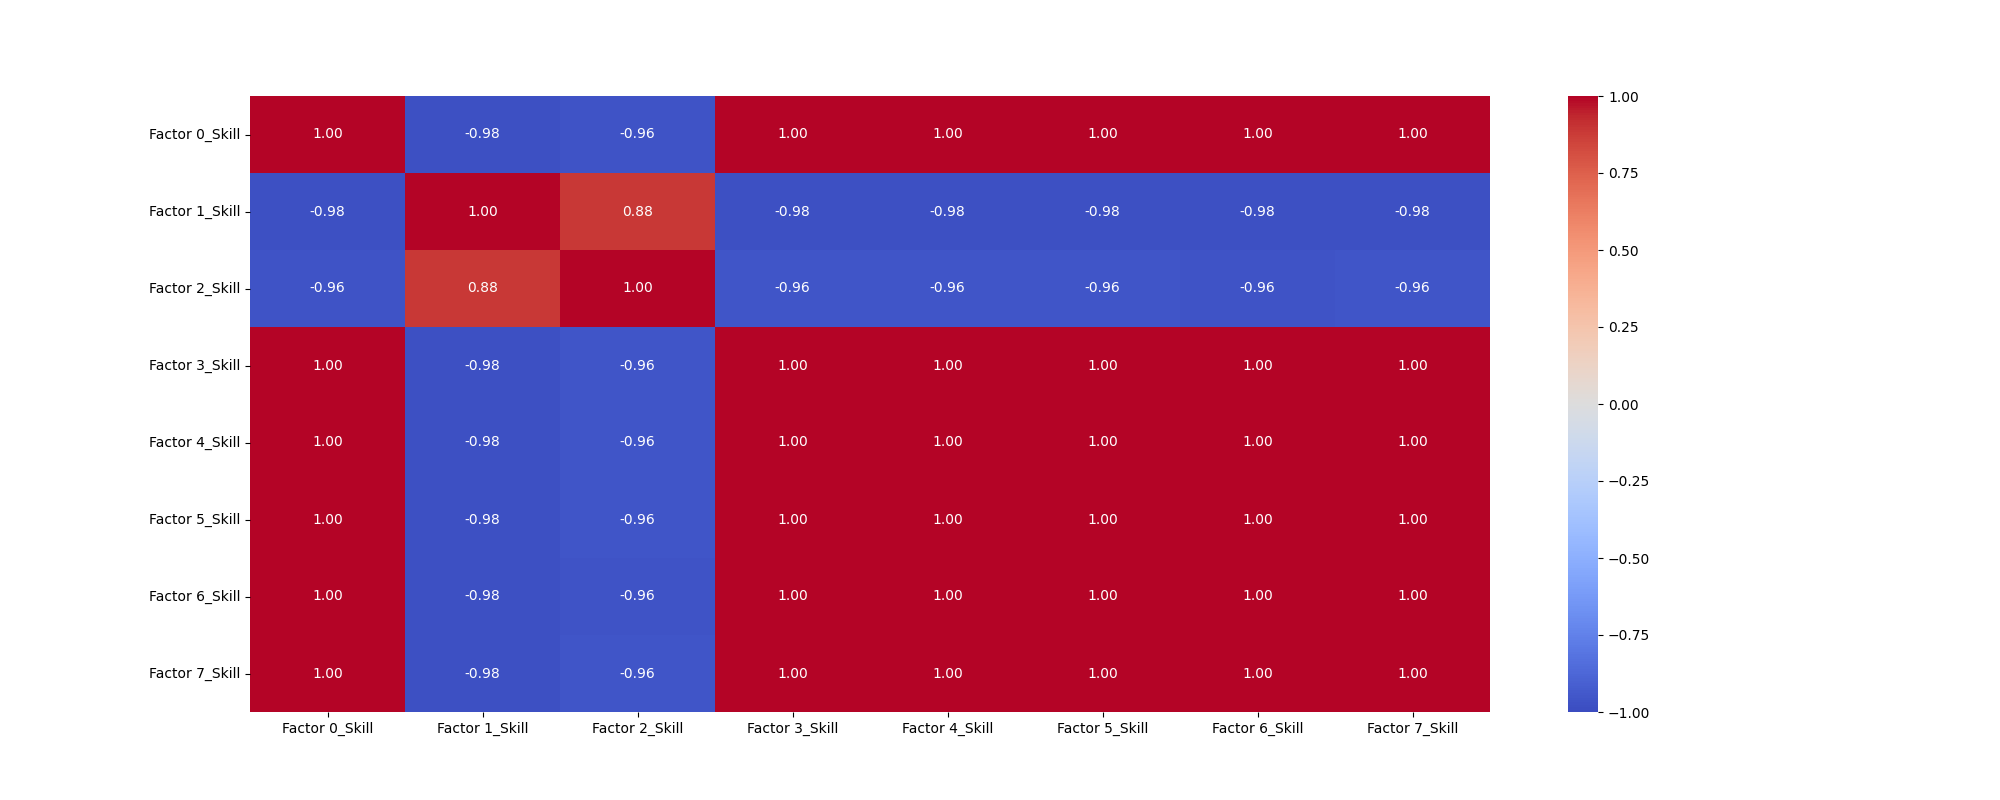 Factor 0_Skill 1.00 -0.98 -0.96 1.00 1.00 1.00 1.00 1.00
Factor 1_Skill -0.98 1.00 0.88 -0.98 -0.98 -0.98 -0.98 -0.98
Factor 2_Skill -0.96 0.88 1.00 -0.96 -0.96 -0.96 -0.96 -0.96
Factor 3_Skill 1.00 -0.98 -0.96 1.00 1.00 1.00 1.00 1.00
Factor 4_Skill 1.00 -0.98 -0.96 1.00 1.00 1.00 1.00 1.00
Factor 5_Skill 1.00 -0.98 -0.96 1.00 1.00 1.00 1.00 1.00
Factor 6_Skill 1.00 -0.98 -0.96 1.00 1.00 1.00 1.00 1.00
Factor 7_Skill 1.00 -0.98 -0.96 1.00 1.00 1.00 1.00 1.00
Factor 0_Skill Factor 1_Skill Factor 2_Skill Factor 3_Skill Factor 4_Skill Factor 5_Skill Factor 6_Skill Factor 7_Skill
1.00
0.75
0.50
0.25
0.00
−0.25
−0.50
−0.75
−1.00